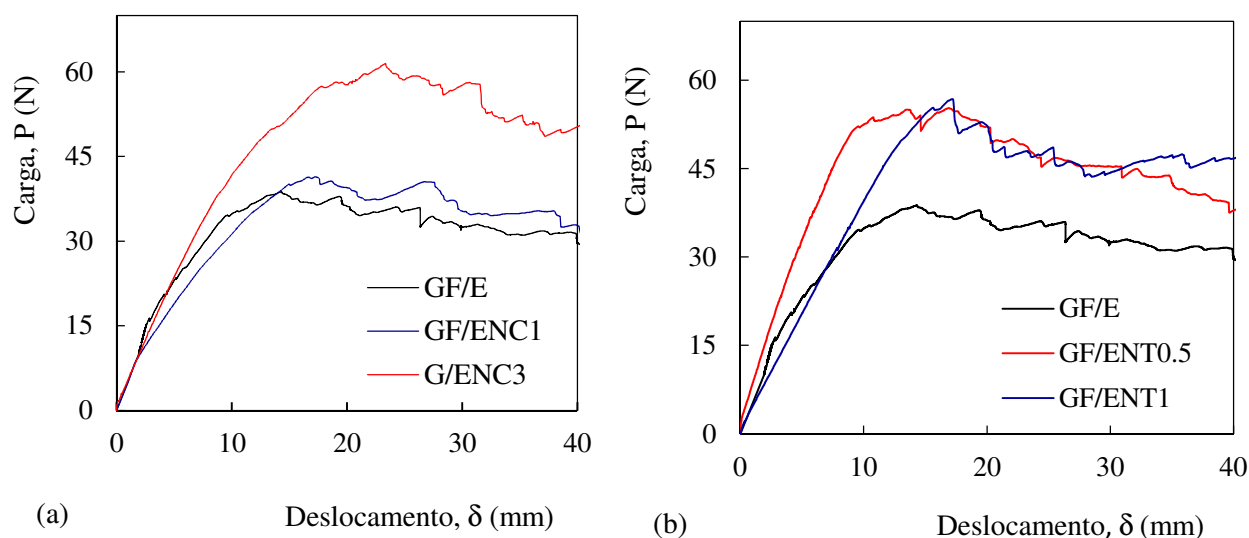 Carga, P (N)
60
45
30
15
0
GF/E
GF/ENC1
G/ENC3
0 10 20 30 40
(a) Deslocamento, δ (mm)
Carga, P (N)
60
45
30
15
0
GF/E
GF/ENT0.5
GF/ENT1
0 10 20 30 40
(b) Deslocamento, δ (mm)